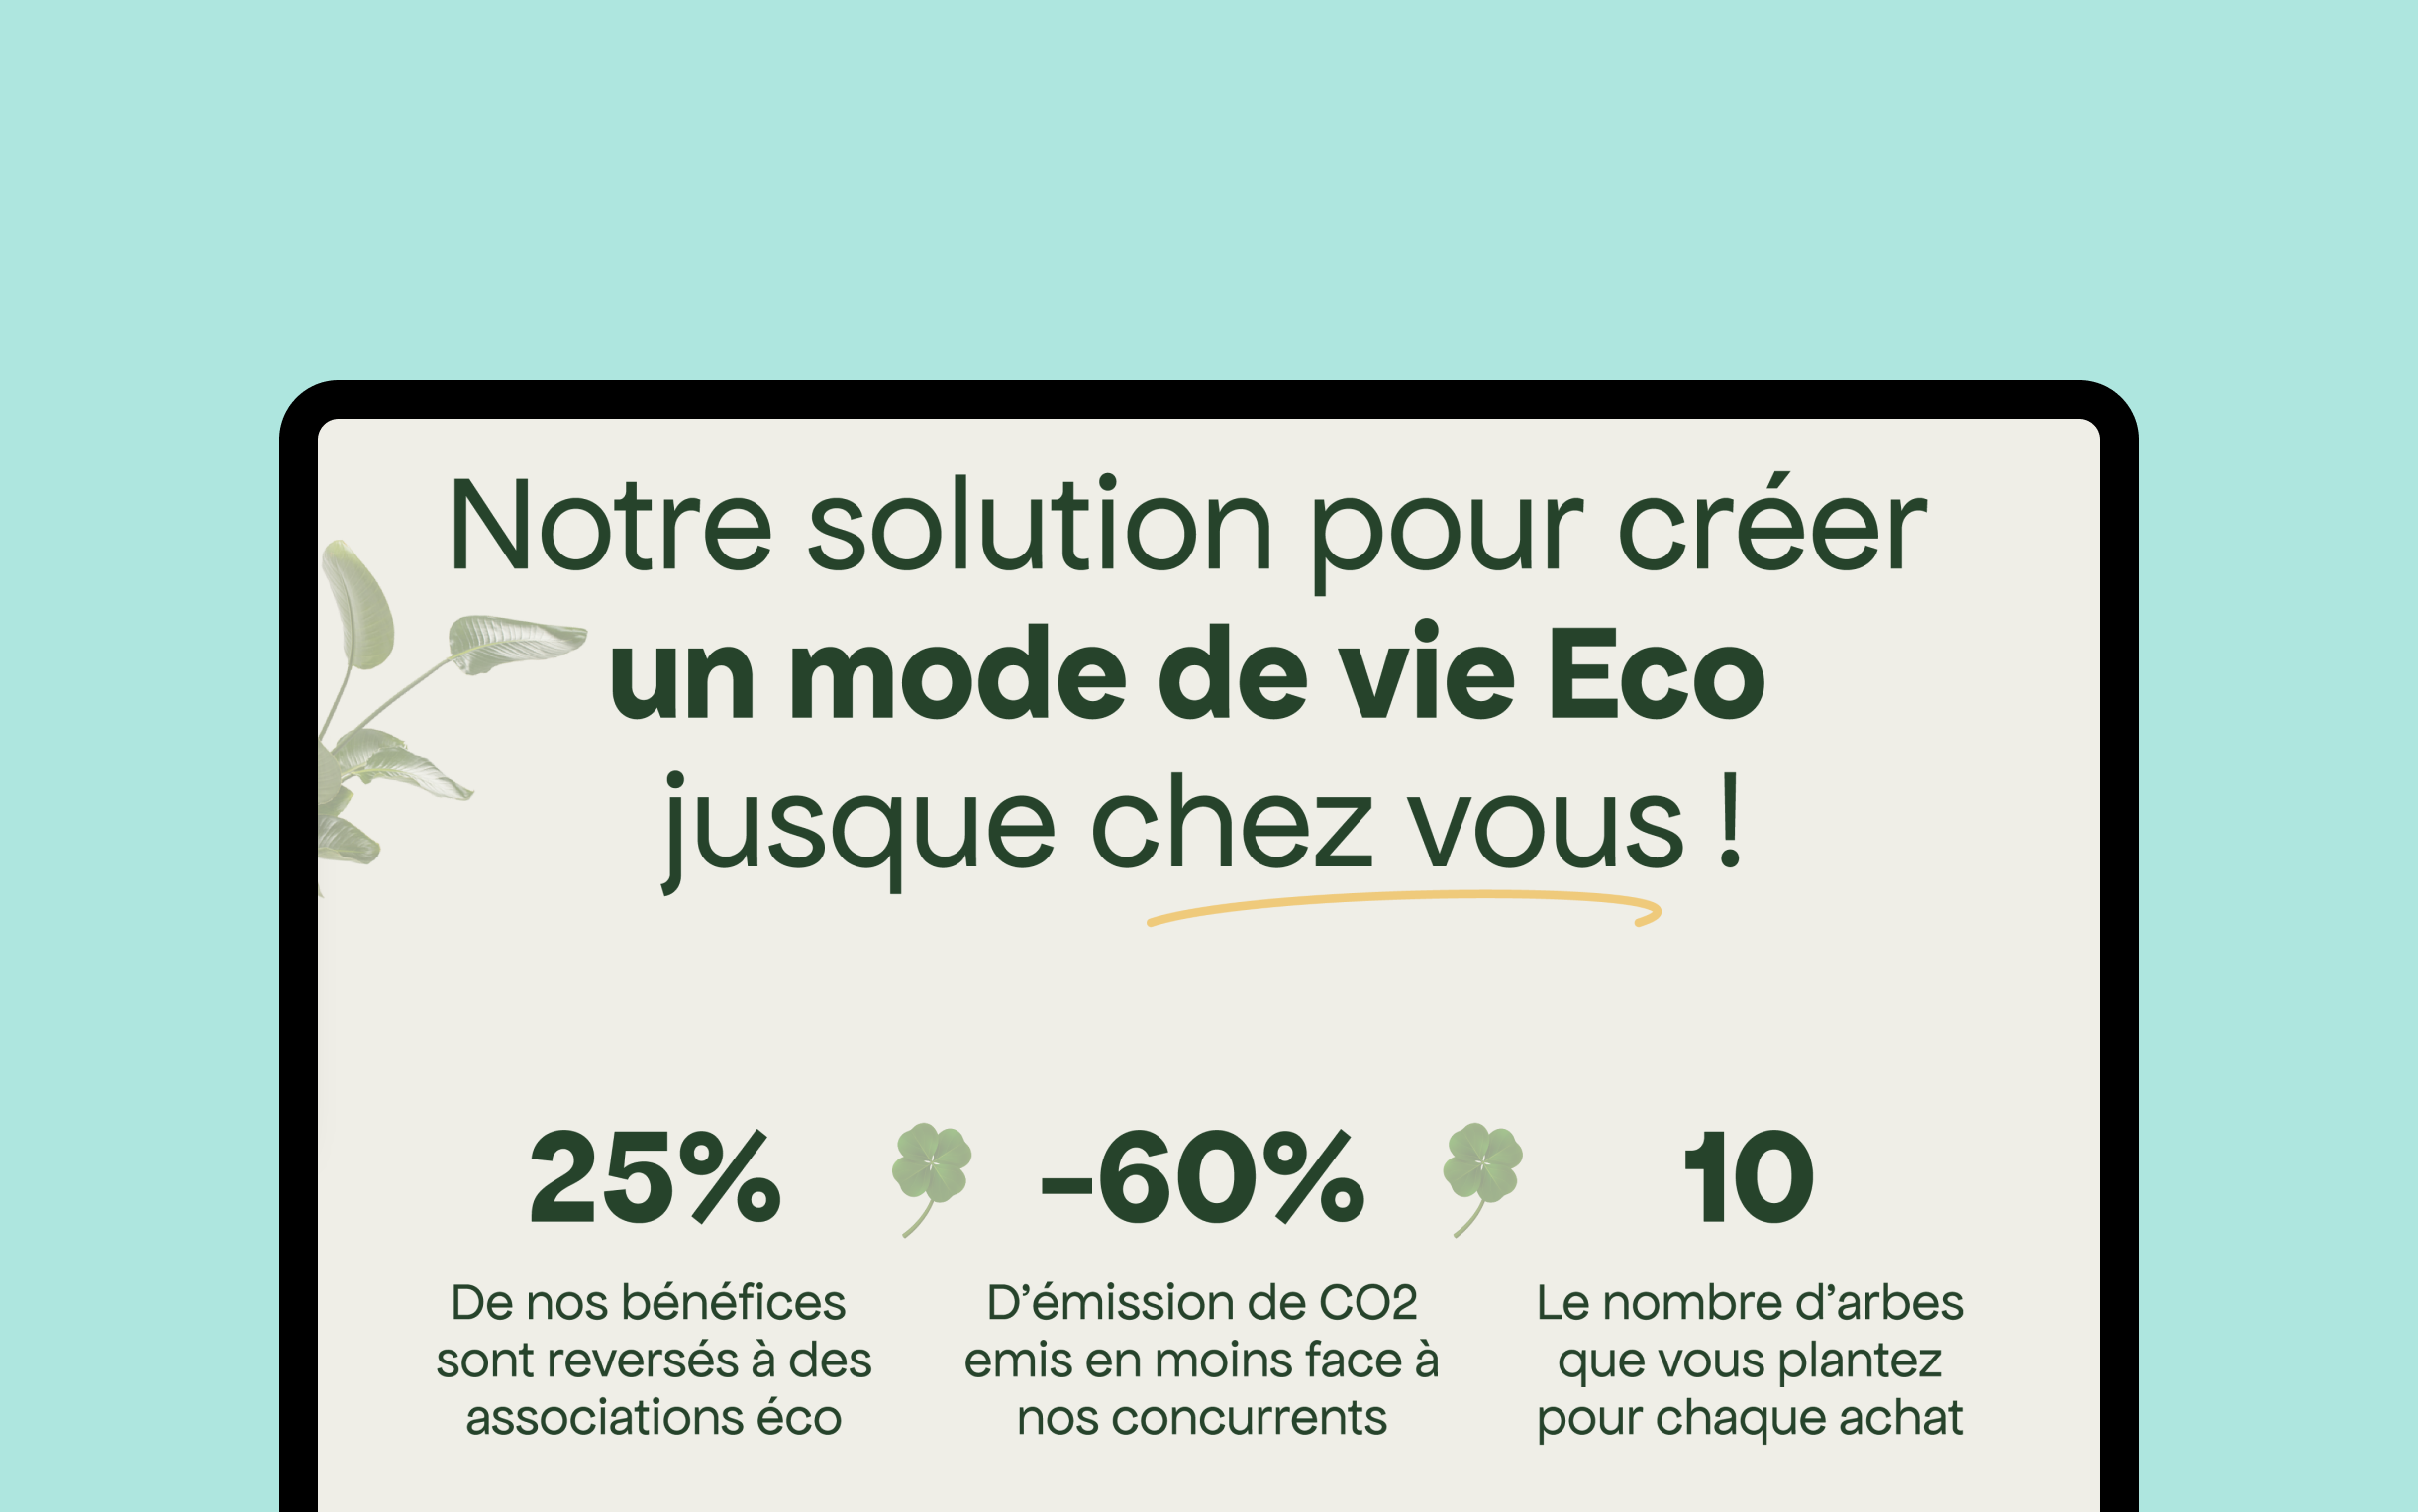 Notre solution pour créer
un mode de vie Eco
jusque chez vous !
25%
De nos bénéfices
sont reversés à des
associations éco
-60%
D’émission de CO2
emis en moins face à
nos concurrents
10
Le nombre d’arbes
que vous plantez
pour chaque achat